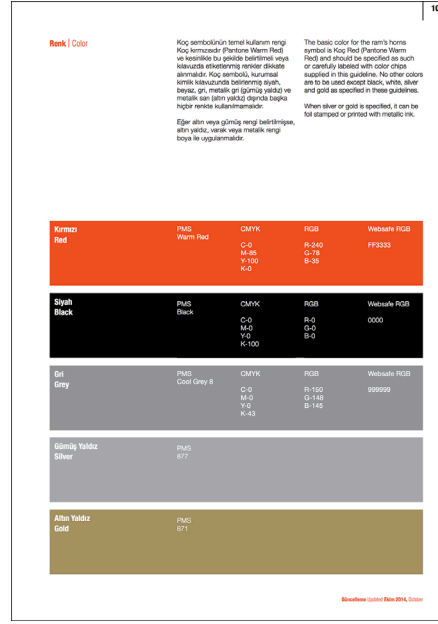 10
Renk | Color
Koç sembolünün temel kullanım rengi
Koç kırmızısıdır (Pantone Warm Red)
ve kesinlikle bu şekilde belirtilmeli veya
kılavuzda etiketlenmiş renkler dikkate
alınmalıdır. Koç sembolü, kurumsal
kimlik kılavuzunda belirlenmiş siyah,
beyaz, gri, metalik gri (gümüş yaldız) ve
metalik sarı (altın yaldız) dışında başka
hiçbir renkte kullanılmamalıdır.
Eğer altın veya gümüş rengi belirtilmişse,
altın yaldız, varak veya metalik rengi
boya ile uygulanmalıdır.
The basic color for the ram's horns
symbol is Koç Red (Pantone Warm
Red) and should be specified as such
or carefully labeled with color chips
supplied in this guideline. No other colors
are to be used except black, white, silver
and gold as specified in these guidelines.
When silver or gold is specified, it can be
foil stamped or printed with metallic ink.
Kırmızı
Red
PMS
Warm Red
CMYK
C-0
M-85
Y-100
K-0
RGB
R-240
G-78
B-35
Websafe RGB
FF3333
Siyah
Black
PMS
Black
CMYK
C-0
M-0
Y-0
K-100
RGB
R-0
G-0
B-0
Websafe RGB
0000
Gri
Grey
PMS
Cool Grey 8
CMYK
C-0
M-0
Y-0
K-43
RGB
R-150
G-148
B-145
Websafe RGB
999999
Gümüş Yaldız
Silver
PMS
877
Altın Yaldız
Gold
PMS
871
Güncelleme Updated Ekim 2014, October